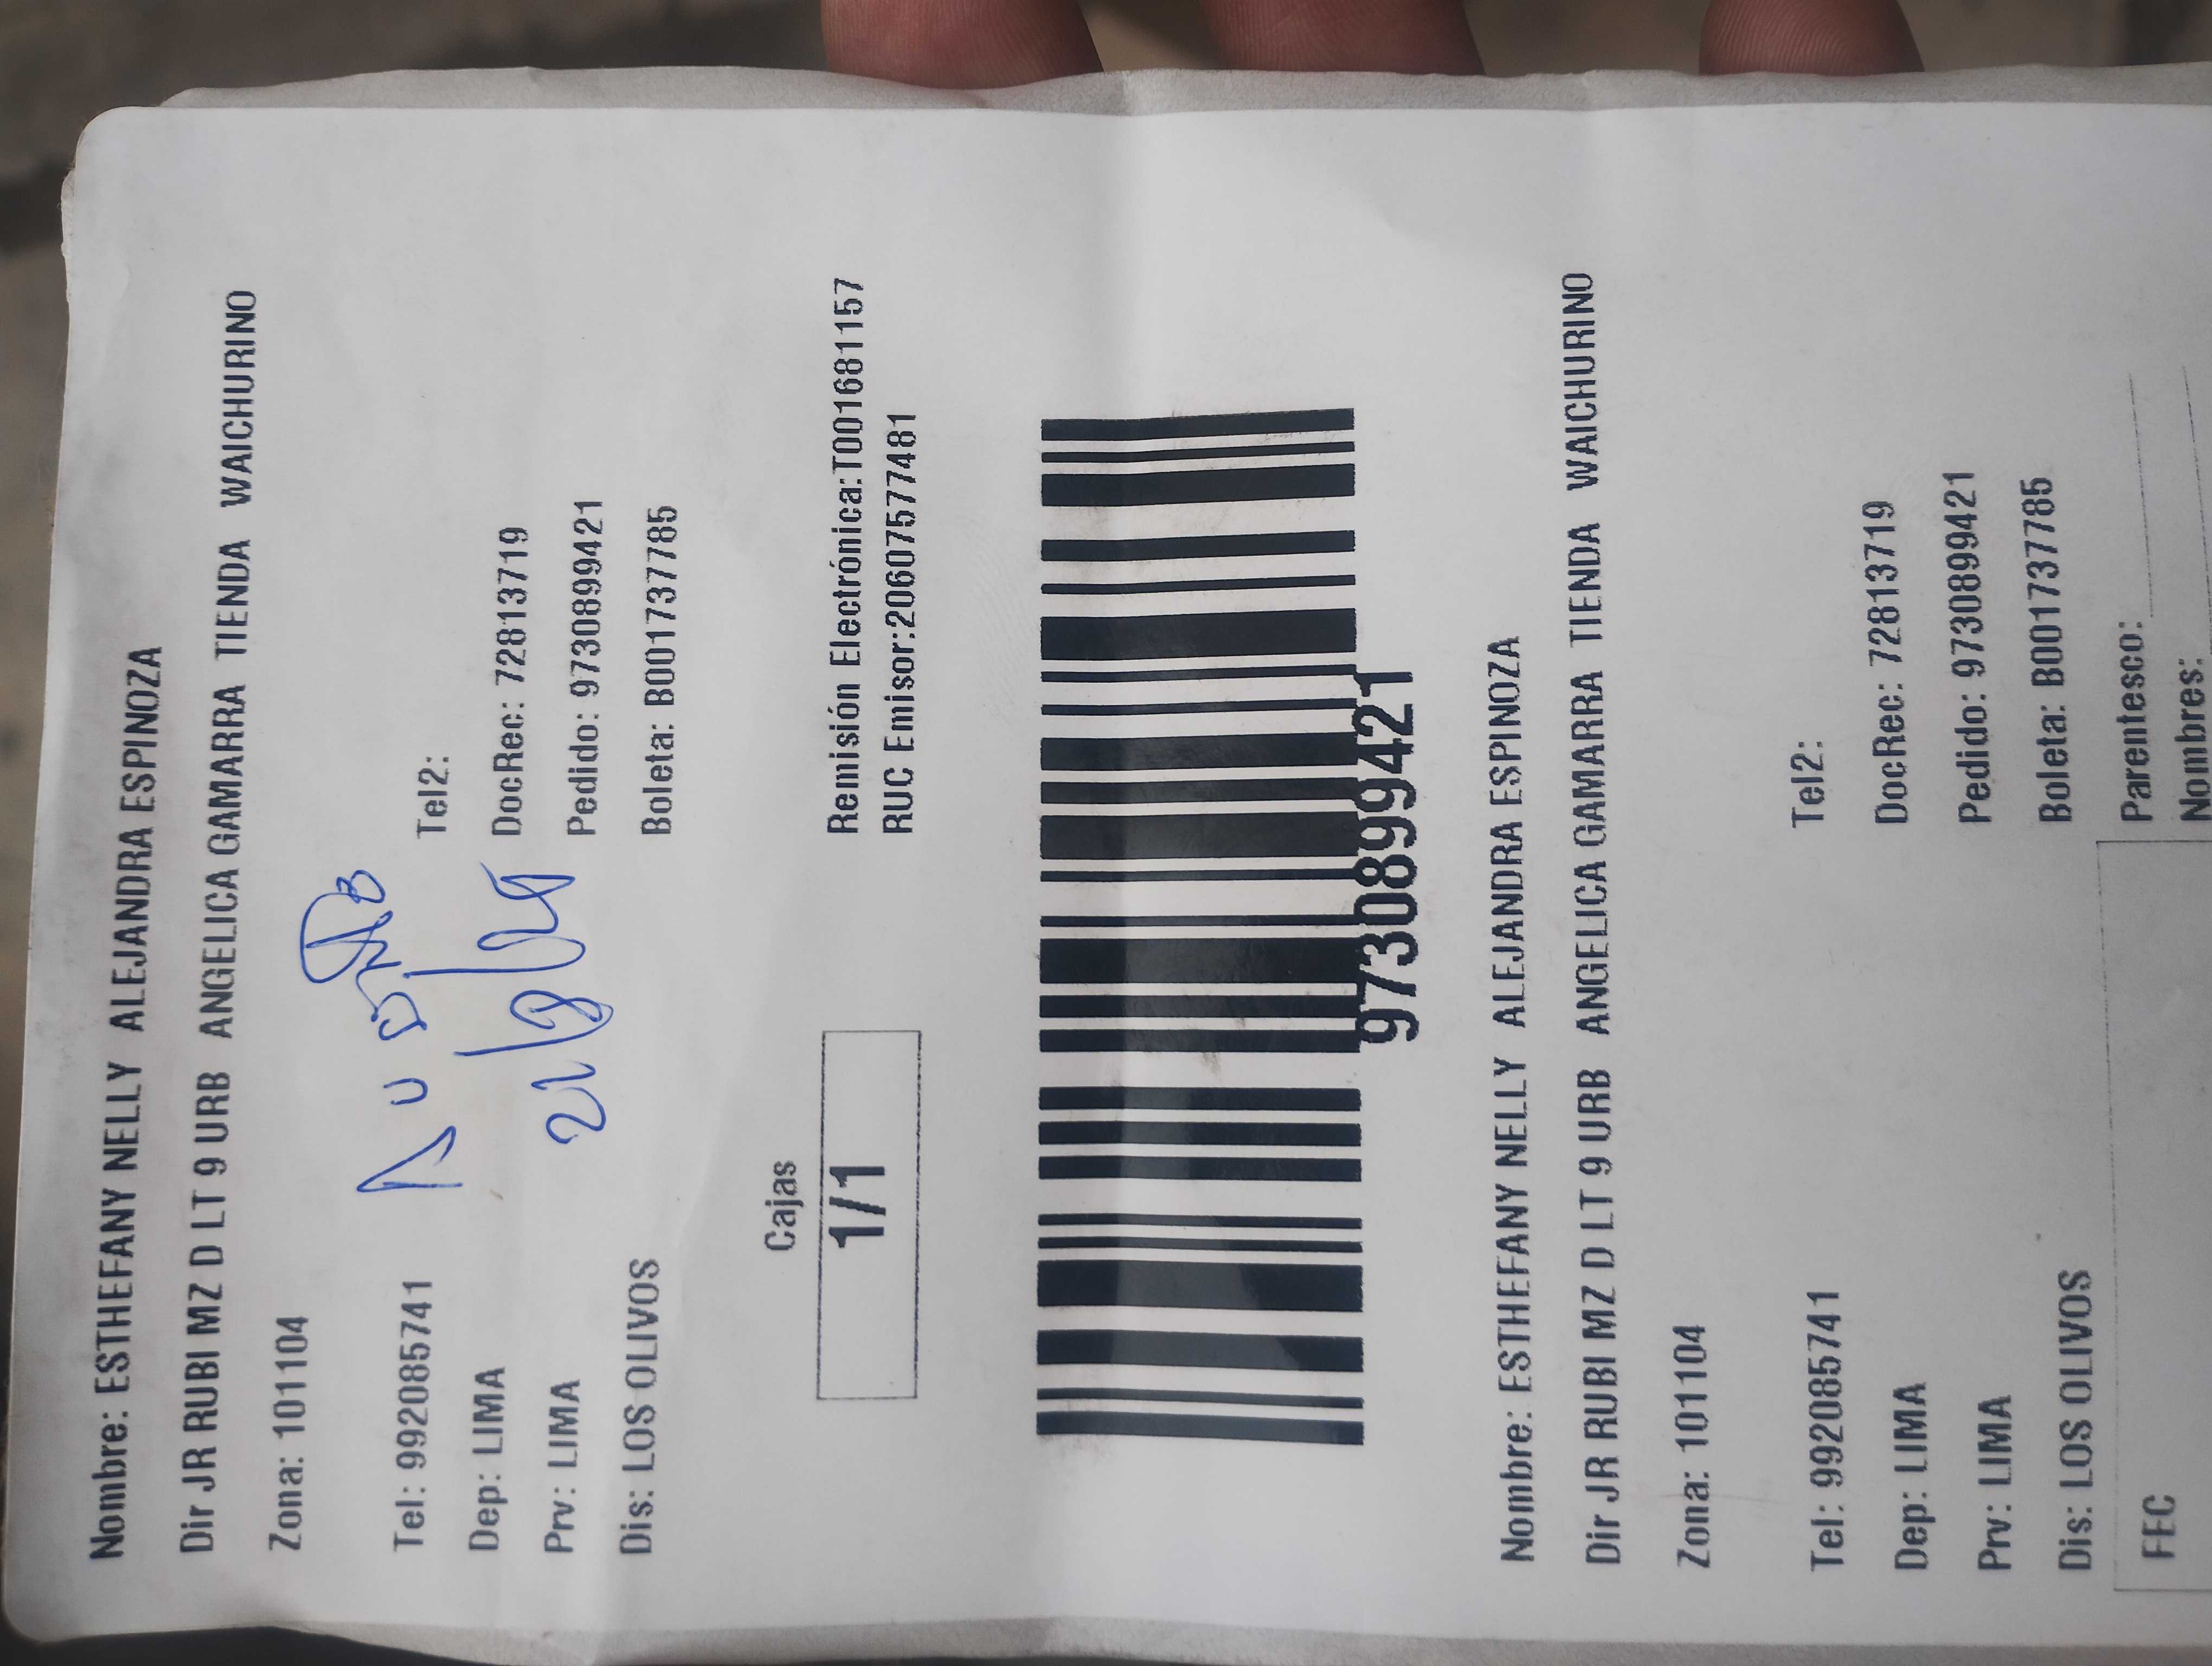 Nombre: ESTHEFANY NELLY ALEJANDRA ESPINOZA
Dir JR RUBI MZ D LT 9 URB ANGELICA GAMARRA TIENDA WAICHURINO
Zona: 101104
Tel: 992085741 Tel2:
Dep: LIMA DocRec: 72813719
Prv: LIMA Pedido: 9730899421
Dis: LOS OLIVOS Boleta: B001737785
Cajas
1/1
Remisión Electrónica:T001681157
RUC Emisor:20607577481
9730899421
Nombre: ESTHEFANY NELLY ALEJANDRA ESPINOZA
Dir JR RUBI MZ D LT 9 URB ANGELICA GAMARRA TIENDA WAICHURINO
Zona: 101104
Tel: 992085741 Tel2:
Dep: LIMA DocRec: 72813719
Prv: LIMA Pedido: 9730899421
Dis: LOS OLIVOS Boleta: B001737785
FEC Parentesco:
Nombres: